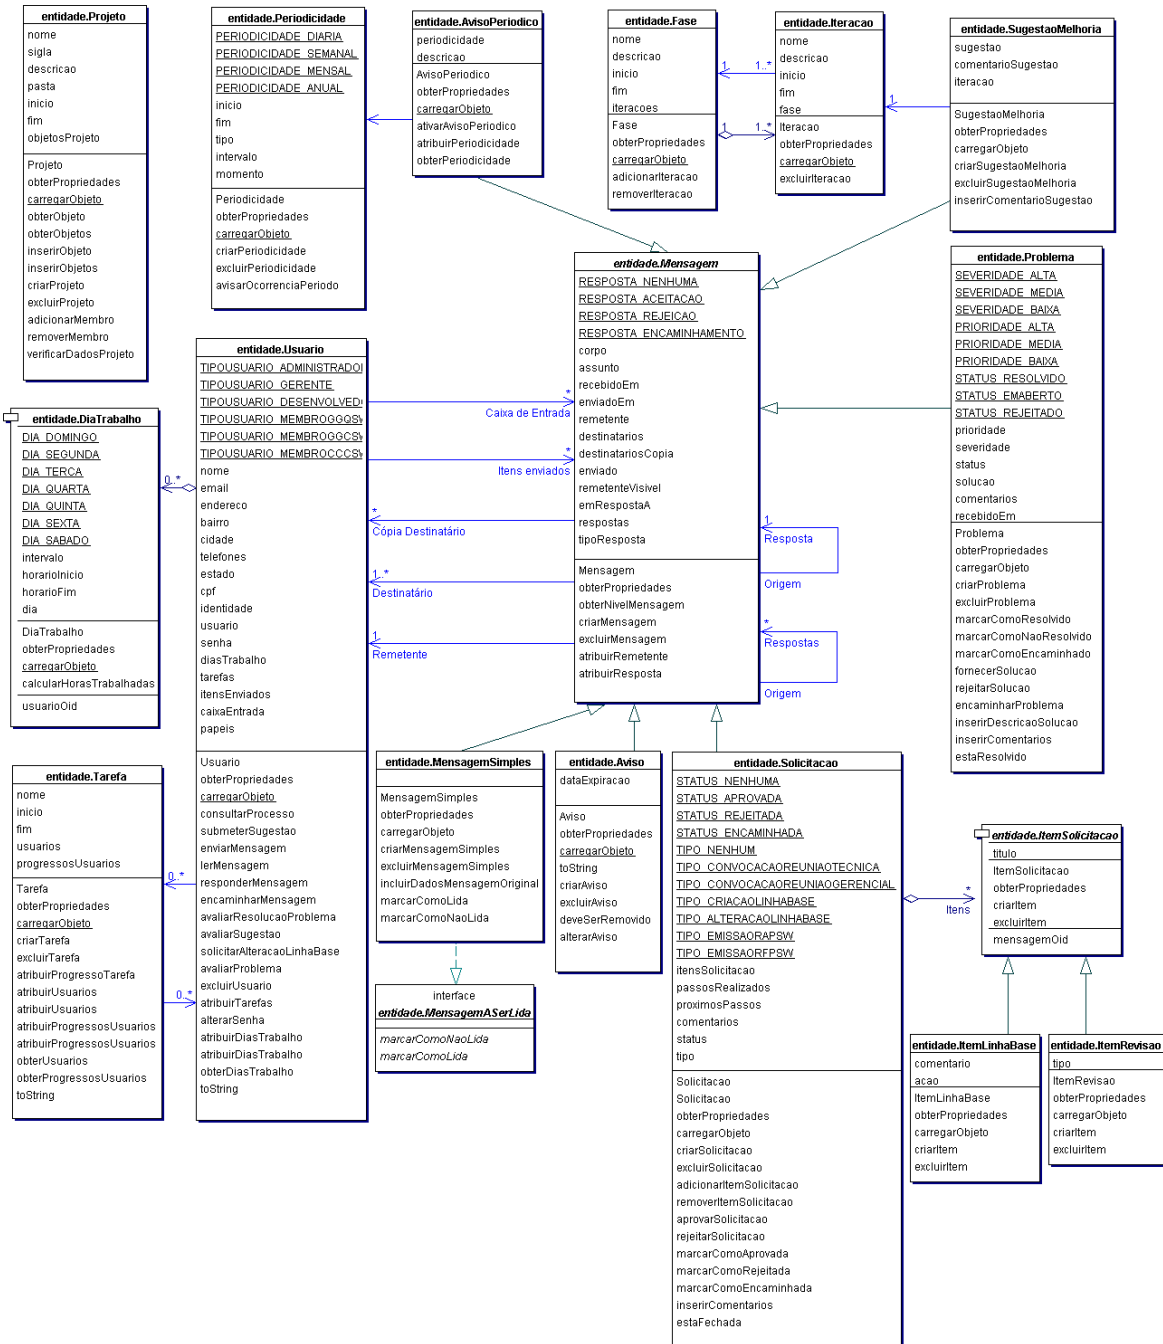 entidade.Projeto
nome
sigla
descricao
pasta
inicio
fim
objetosProjeto
Projeto
obterPropriedades
carregarObjeto
obterObjeto
obterObjetos
inserirObjeto
inserirObjetos
criarProjeto
excluirProjeto
adicionarMembro
removerMembro
verificarDadosProjeto
entidade.Periodicidade
PERIODICIDADE_DIARIA
PERIODICIDADE_SEMANAL
PERIODICIDADE_MENSAL
PERIODICIDADE_ANUAL
inicio
fim
tipo
intervalo
momento
Periodicidade
obterPropriedades
carregarObjeto
criarPeriodicidade
excluirPeriodicidade
avisarOcorrenciaPeriodo
entidade.AvisoPeriodico
periodicidade
descricao
AvisoPeriodico
obterPropriedades
carregarObjeto
ativarAvisoPeriodico
atribuirPeriodicidade
obterPeriodicidade
entidade.Fase
nome
descricao
inicio
fim
iteracoes
Fase
obterPropriedades
carregarObjeto
adicionarIteracao
removerIteracao
1
1..*
1
1..*
entidade.Iteracao
nome
descricao
inicio
fim
fase
Iteracao
obterPropriedades
carregarObjeto
excluirIteracao
1
entidade.SugestaoMelhoria
sugestao
comentarioSugestao
iteracao
SugestaoMelhoria
obterPropriedades
carregarObjeto
criarSugestaoMelhoria
excluirSugestaoMelhoria
inserirComentarioSugestao
entidade.Mensagem
RESPOSTA_NENHUMA
RESPOSTA_ACEITACAO
RESPOSTA_REJEICAO
RESPOSTA_ENCAMINHAMENTO
corpo
assunto
recebidoEm
enviadoEm
remetente
destinatarios
destinatariosCopia
enviado
remetenteVisivel
emRespostaA
respostas
tipoResposta
Mensagem
obterPropriedades
obterNivelMensagem
criarMensagem
excluirMensagem
atribuirRemetente
atribuirResposta
1
Resposta
Origem
*
Respostas
Origem
entidade.Problema
SEVERIDADE_ALTA
SEVERIDADE_MEDIA
SEVERIDADE_BAIXA
PRIORIDADE_ALTA
PRIORIDADE_MEDIA
PRIORIDADE_BAIXA
STATUS_RESOLVIDO
STATUS_EMABERTO
STATUS_REJEITADO
prioridade
severidade
status
solucao
comentarios
recebidoEm
Problema
obterPropriedades
carregarObjeto
criarProblema
excluirProblema
marcarComoResolvido
marcarComoNaoResolvido
marcarComoEncaminhado
fornecerSolucao
rejeitarSolucao
encaminharProblema
inserirDescricaoSolucao
inserirComentarios
estaResolvido
entidade.Usuario
TIPOUSUARIO_ADMINISTRADO
TIPOUSUARIO_GERENTE
TIPOUSUARIO_DESENVOLVED
TIPOUSUARIO_MEMBROGGQS
TIPOUSUARIO_MEMBROGGCS
TIPOUSUARIO_MEMBROCCCS
nome
email
endereco
bairro
cidade
telefones
estado
cpf
identidade
usuario
senha
diasTrabalho
tarefas
itensEnviados
caixaEntrada
papeis
Usuario
obterPropriedades
carregarObjeto
consultarProcesso
submeterSugestao
enviarMensagem
lerMensagem
responderMensagem
encaminharMensagem
avaliarResolucaoProblema
avaliarSugestao
solicitarAlteracaoLinhaBase
avaliarProblema
excluirUsuario
atribuirTarefas
alterarSenha
atribuirDiasTrabalho
atribuirDiasTrabalho
obterDiasTrabalho
toString
*
Caixa de Entrada
*
Itens enviados
*
Cópia Destinatário
1..*
Destinatário
1
Remetente
entidade.DiaTrabalho
DIA_DOMINGO
DIA_SEGUNDA
DIA_TERCA
DIA_QUARTA
DIA_QUINTA
DIA_SEXTA
DIA_SABADO
intervalo
horarioInicio
horarioFim
dia
DiaTrabalho
obterPropriedades
carregarObjeto
calcularHorasTrabalhadas
usuarioOid
0..*
entidade.Tarefa
nome
inicio
fim
usuarios
progressosUsuarios
Tarefa
obterPropriedades
carregarObjeto
criarTarefa
excluirTarefa
atribuirProgressoTarefa
atribuirUsuarios
atribuirUsuarios
atribuirProgressosUsuarios
atribuirProgressosUsuarios
obterUsuarios
obterProgressosUsuarios
toString
0..*
0..*
entidade.MensagemSimples
MensagemSimples
obterPropriedades
carregarObjeto
criarMensagemSimples
excluirMensagemSimples
incluirDadosMensagemOriginal
marcarComoLida
marcarComoNaoLida
interface
entidade.MensagemASerLida
marcarComoNaoLida
marcarComoLida
entidade.Aviso
dataExpiracao
Aviso
obterPropriedades
carregarObjeto
toString
criarAviso
excluirAviso
deveSerRemovido
alterarAviso
entidade.Solicitacao
STATUS_NENHUMA
STATUS_APROVADA
STATUS_REJEITADA
STATUS_ENCAMINHADA
TIPO_NENHUM
TIPO_CONVOCACAOREUNIAOTECNICA
TIPO_CONVOCACAOREUNIAOGERENCIAL
TIPO_CRIACAOLINHABASE
TIPO_ALTERACAOLINHABASE
TIPO_EMISSAORAPSW
TIPO_EMISSAORFPSW
itensSolicitacao
passosRealizados
proximosPassos
comentarios
status
tipo
Solicitacao
Solicitacao
obterPropriedades
carregarObjeto
criarSolicitacao
excluirSolicitacao
adicionarItemSolicitacao
removerItemSolicitacao
aprovarSolicitacao
rejeitarSolicitacao
marcarComoAprovada
marcarComoRejeitada
marcarComoEncaminhada
inserirComentarios
estaFechada
*
Itens
entidade.ItemSolicitacao
titulo
ItemSolicitacao
obterPropriedades
criarItem
excluirItem
mensagemOid
entidade.ItemLinhaBase
comentario
acao
ItemLinhaBase
obterPropriedades
carregarObjeto
criarItem
excluirItem
entidade.ItemRevisao
tipo
ItemRevisao
obterPropriedades
carregarObjeto
criarItem
excluirItem